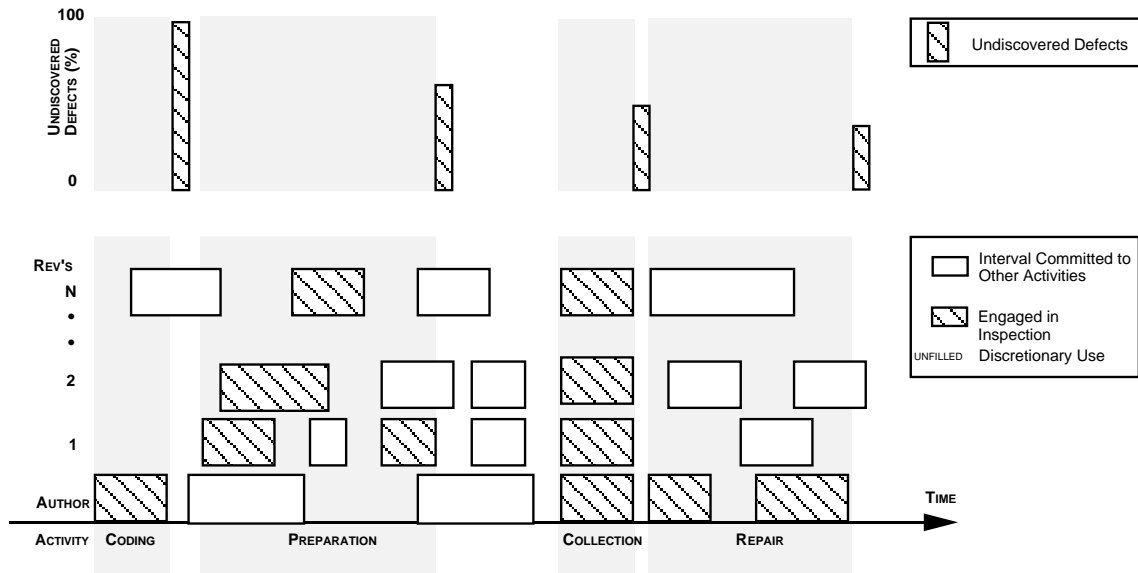 100
UNDISCOVERED
DEFECTS (%)
0
Undiscovered Defects
REV'S
N
2
1
AUTHOR
TIME
ACTIVITY CODING PREPARATION COLLECTION REPAIR
Interval Committed to
Other Activities
Engaged in
Inspection
UNFILLED Discretionary Use